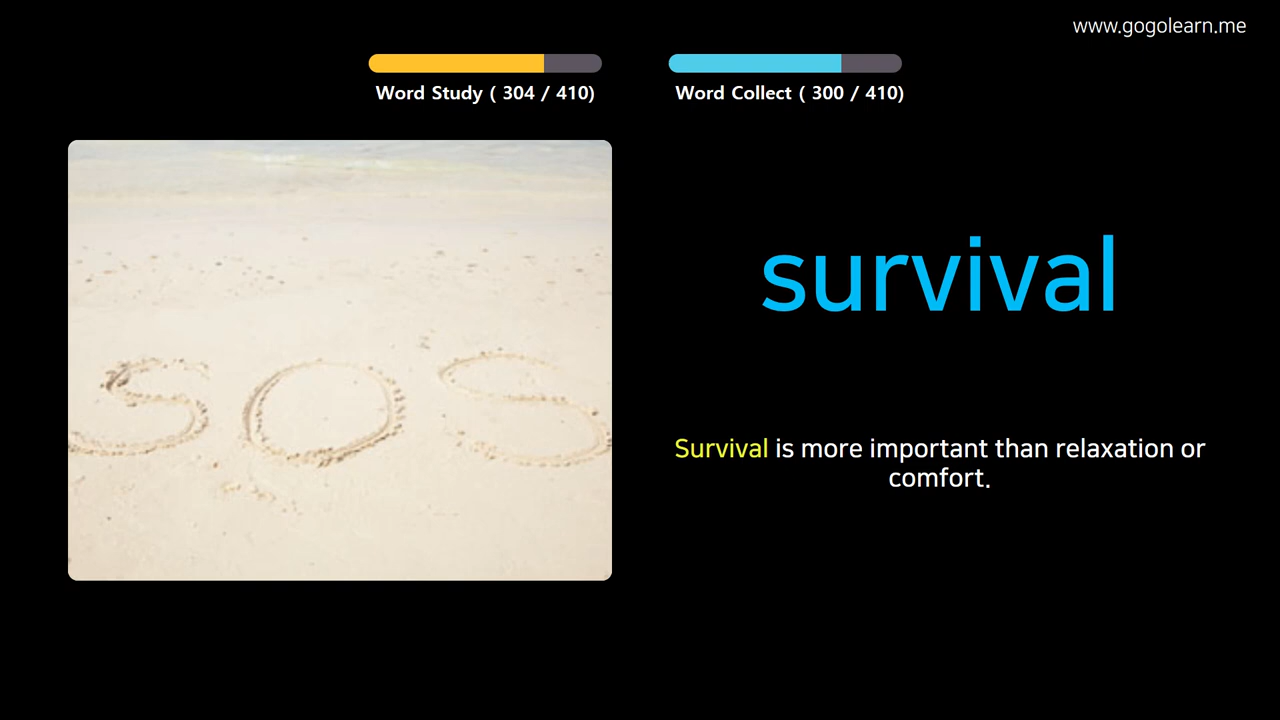 www.gogolearn.me
Word Study ( 304 / 410)
Word Collect ( 300 / 410)
SOS
survival
Survival is more important than relaxation or
comfort.